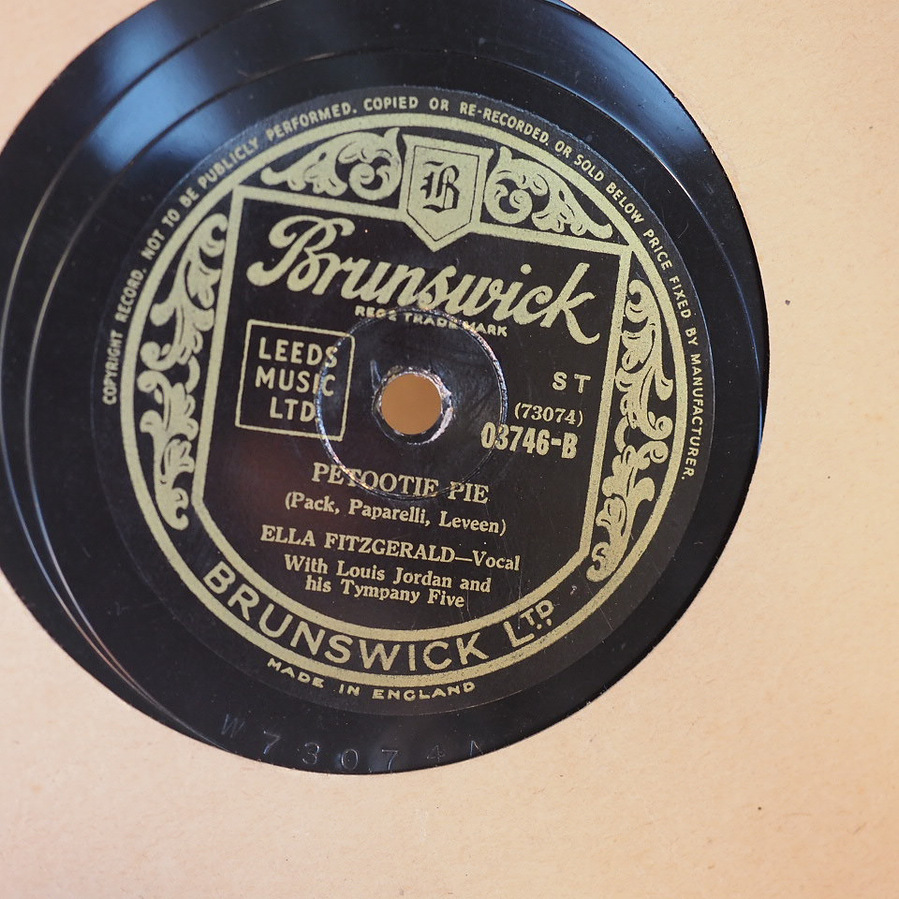 COPYRIGHT RECORD. NOT TO BE PUBLICLY PERFORMED. COPIED OR RE-RECORDED. OR SOLD BELOW PRICE FIXED BY MANUFACTURER.
B
Brunswick
REGD TRADE MARK
LEEDS
MUSIC
LTD
ST
(73074)
03746-B
PETOOTIE PIE
(Pack, Paparelli, Leveen)
ELLA FITZGERALD—Vocal
With Louis Jordan and
his Tympany Five
BRUNSWICK LTD.
MADE IN ENGLAND
W73074A